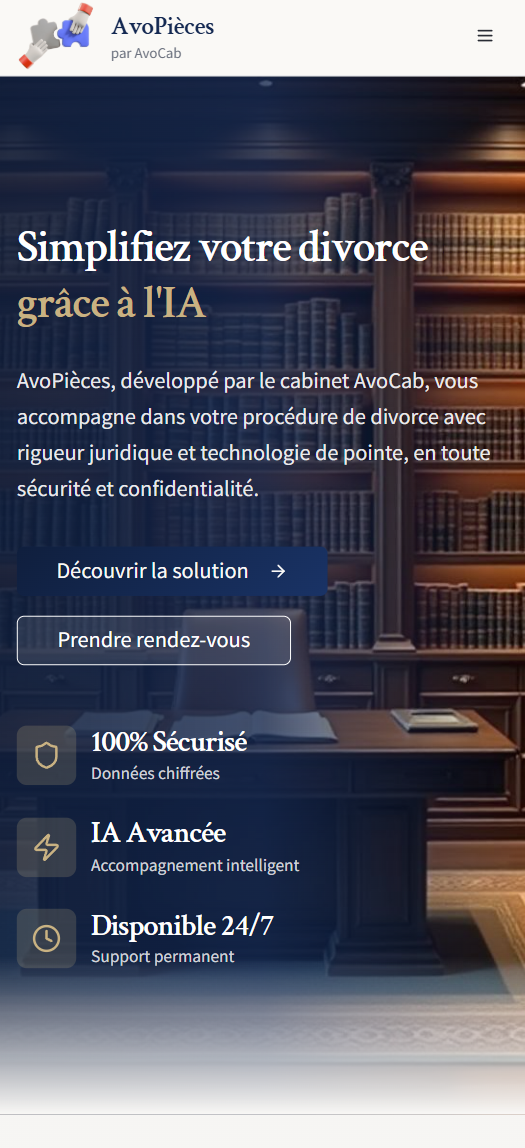 AvoPièces
par AvoCab
Simplifiez votre divorce
grâce à l'IA
AvoPièces, développé par le cabinet AvoCab, vous
accompagne dans votre procédure de divorce avec
rigueur juridique et technologie de pointe, en toute
sécurité et confidentialité.
Découvrir la solution →
Prendre rendez-vous
100% Sécurisé
Données chiffrées
IA Avancée
Accompagnement intelligent
Disponible 24/7
Support permanent